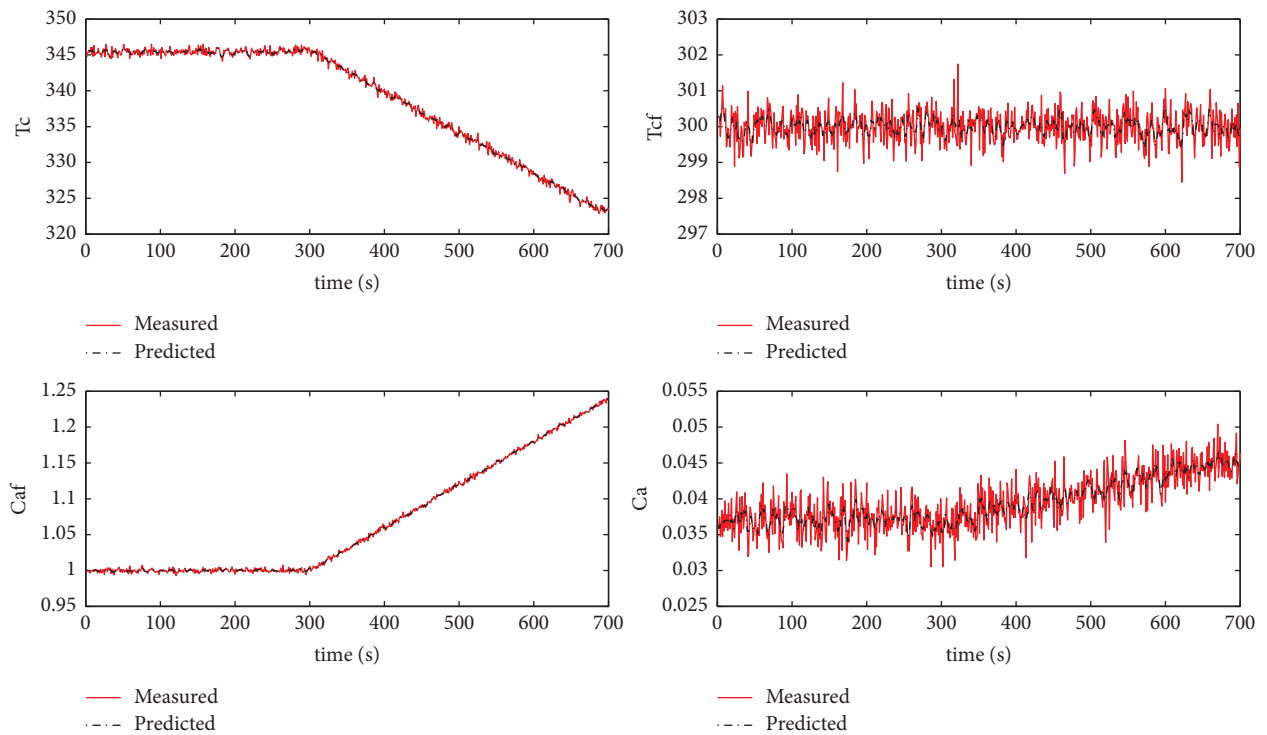 350
345
340
335
330
325
320
Tc
0 100 200 300 400 500 600 700
time (s)
Measured
Predicted
303
302
301
300
299
298
297
Tcf
0 100 200 300 400 500 600 700
time (s)
Measured
Predicted
1.25
1.2
1.15
1.1
1.05
1
0.95
Caf
0 100 200 300 400 500 600 700
time (s)
Measured
Predicted
0.055
0.05
0.045
0.04
0.035
0.03
0.025
Ca
0 100 200 300 400 500 600 700
time (s)
Measured
Predicted